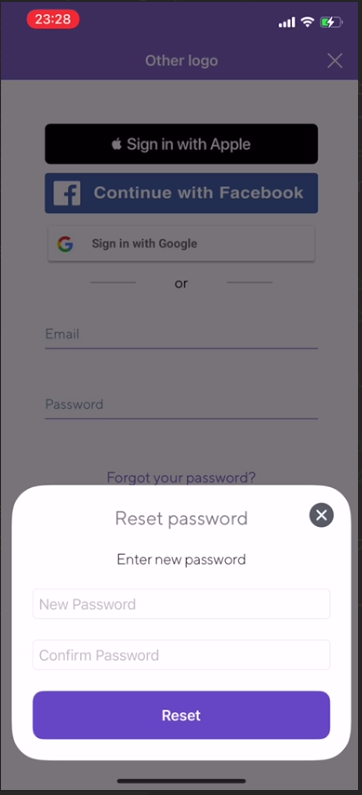 23:28
Other logo
Sign in with Apple
Continue with Facebook
Sign in with Google
or
Email
Password
Forgot your password?
Reset password
Enter new password
New Password
Confirm Password
Reset